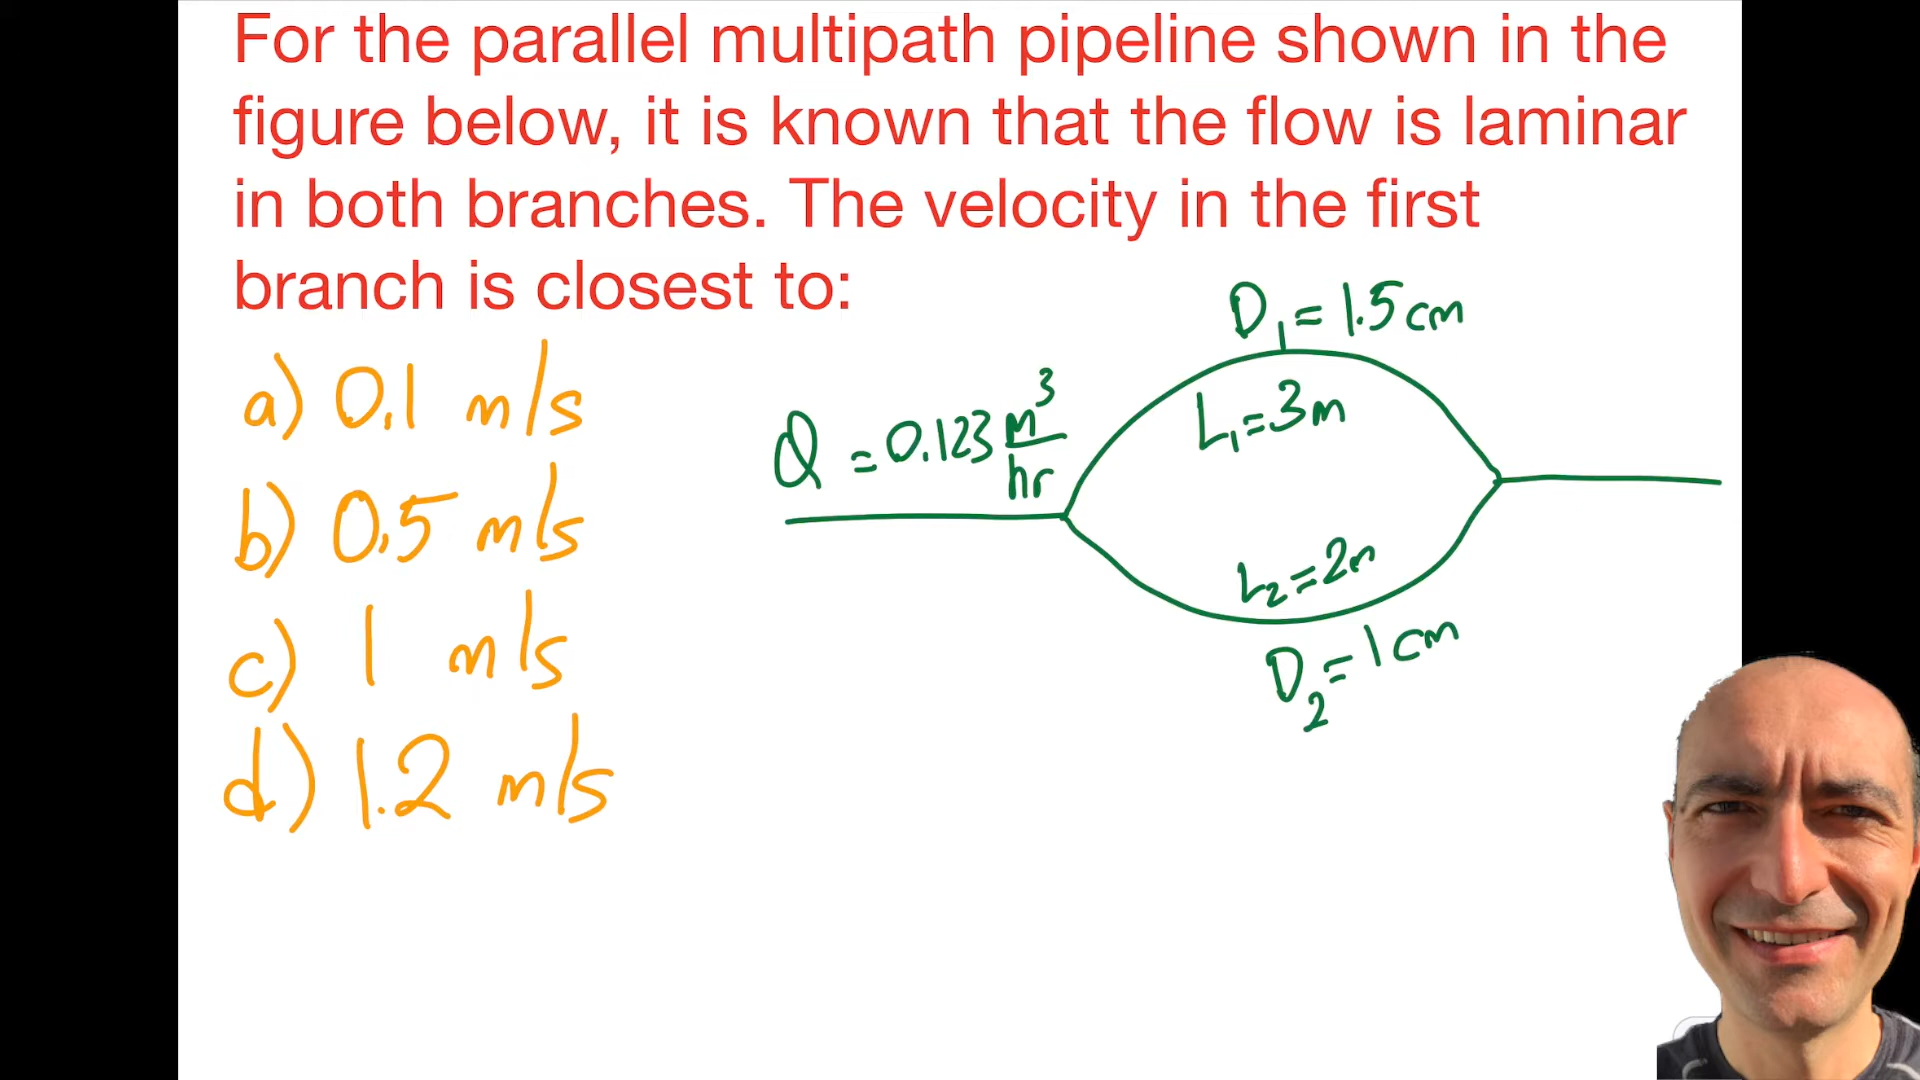 For the parallel multipath pipeline shown in the
figure below, it is known that the flow is laminar
in both branches. The velocity in the first
branch is closest to:
a) 0.1 m/s
b) 0.5 m/s
c) 1 m/s
d) 1.2 m/s
Q = 0.123 m³/hr
D₁ = 1.5 cm
L₁ = 3m
L₂ = 2m
D₂ = 1 cm